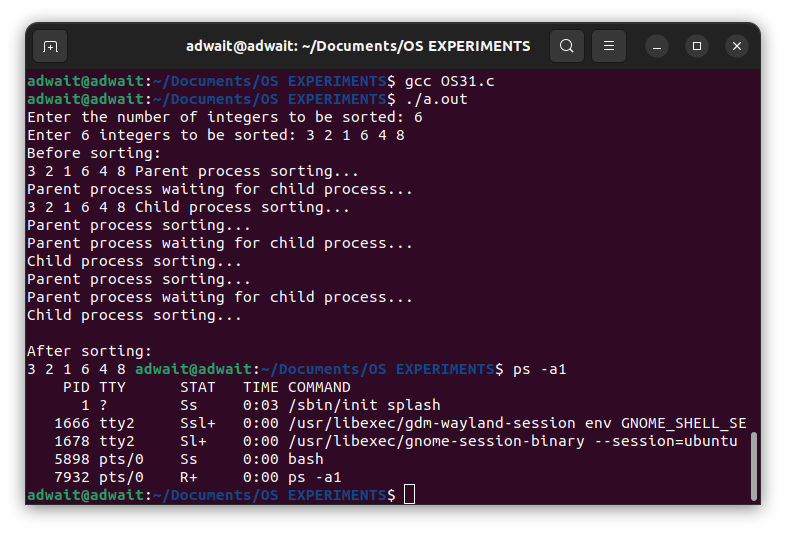 adwait@adwait: ~/Documents/OS EXPERIMENTS
adwait@adwait:~/Documents/OS EXPERIMENTS$ gcc OS31.c
adwait@adwait:~/Documents/OS EXPERIMENTS$ ./a.out
Enter the number of integers to be sorted: 6
Enter 6 integers to be sorted: 3 2 1 6 4 8
Before sorting:
3 2 1 6 4 8 Parent process sorting...
Parent process waiting for child process...
3 2 1 6 4 8 Child process sorting...
Parent process sorting...
Parent process waiting for child process...
Child process sorting...
Parent process sorting...
Parent process waiting for child process...
Child process sorting...
After sorting:
3 2 1 6 4 8 adwait@adwait:~/Documents/OS EXPERIMENTS$ ps -a1
PID TTY STAT TIME COMMAND
1 ? Ss 0:03 /sbin/init splash
1666 tty2 Ssl+ 0:00 /usr/libexec/gdm-wayland-session env GNOME_SHELL_SE
1678 tty2 Sl+ 0:00 /usr/libexec/gnome-session-binary --session=ubuntu
5898 pts/0 Ss 0:00 bash
7932 pts/0 R+ 0:00 ps -a1
adwait@adwait:~/Documents/OS EXPERIMENTS$